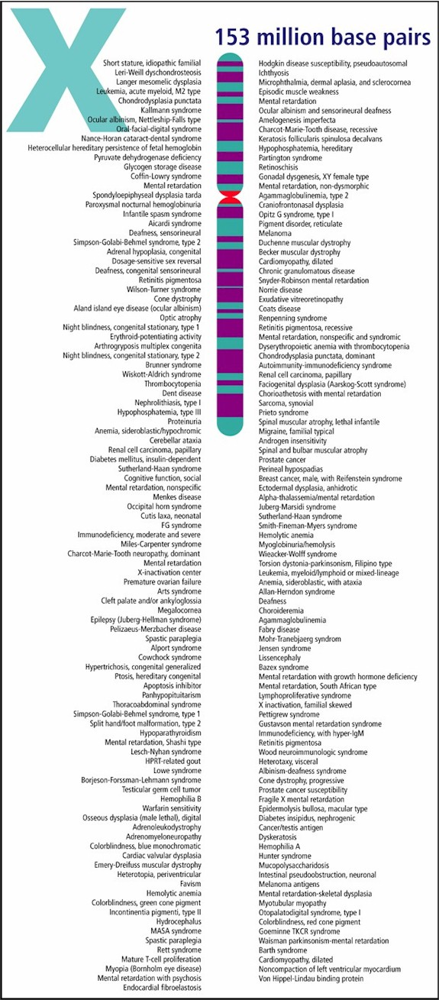 X
153 million base pairs
Short stature, idiopathic familial
Leri-Weill dyschondrosteosis
Langer mesomelic dysplasia
Leukemia, acute myeloid, M2 type
Chondrodysplasia punctata
Kallmann syndrome
Ocular albinism, Nettleship-Falls type
Oral-facial-digital syndrome
Nance-Horan cataract-dental syndrome
Heterocellular hereditary persistence of fetal hemoglobin
Pyruvate dehydrogenase deficiency
Glycogen storage disease
Coffin-Lowry syndrome
Mental retardation
Spondyloepiphyseal dysplasia tarda
Paroxysmal nocturnal hemoglobinuria
Infantile spasm syndrome
Aicardi syndrome
Deafness, sensorineural
Simpson-Golabi-Behmel syndrome, type 2
Adrenal hypoplasia, congenital
Dosage-sensitive sex reversal
Deafness, congenital sensorineural
Retinitis pigmentosa
Wilson-Turner syndrome
Cone dystrophy
Aland island eye disease (ocular albinism)
Optic atrophy
Night blindness, congenital stationary, type 1
Erythroid-potentiating activity
Arthrogryposis multiplex congenita
Night blindness, congenital stationary, type 2
Brunner syndrome
Wiskott-Aldrich syndrome
Thrombocytopenia
Dent disease
Nephrolithiasis, type I
Hypophosphatemia, type III
Proteinuria
Anemia, sideroblastic/hypochromic
Cerebellar ataxia
Renal cell carcinoma, papillary
Diabetes mellitus, insulin-dependent
Sutherland-Haan syndrome
Cognitive function, social
Mental retardation, nonspecific
Menkes disease
Occipital horn syndrome
Cutis laxa, neonatal
FG syndrome
Immunodeficiency, moderate and severe
Miles-Carpenter syndrome
Charcot-Marie-Tooth neuropathy, dominant
Mental retardation
X-inactivation center
Premature ovarian failure
Arts syndrome
Cleft palate and/or ankyloglossia
Megalocornea
Epilepsy (Juberg-Hellman syndrome)
Pelizaeus-Merzbacher disease
Spastic paraplegia
Alport syndrome
Cowchock syndrome
Hypertrichosis, congenital generalized
Ptosis, hereditary congenital
Apoptosis inhibitor
Panhypopituitarism
Thoracoabdominal syndrome
Simpson-Golabi-Behmel syndrome, type 1
Split hand/foot malformation, type 2
Hypoparathyroidism
Mental retardation, Shashi type
Lesch-Nyhan syndrome
HPRT-related gout
Lowe syndrome
Borjeson-Forssman-Lehmann syndrome
Testicular germ cell tumor
Hemophilia B
Warfarin sensitivity
Osseous dysplasia (male lethal), digital
Adrenoleukodystrophy
Adrenomyeloneuropathy
Colorblindness, blue monochromatic
Cardiac valvular dysplasia
Emery-Dreifuss muscular dystrophy
Heterotopia, periventricular
Favism
Hemolytic anemia
Colorblindness, green cone pigment
Incontinentia pigmenti, type II
Hydrocephalus
MASA syndrome
Spastic paraplegia
Rett syndrome
Mature T-cell proliferation
Myopia (Bornholm eye disease)
Mental retardation with psychosis
Endocardial fibroelastosis
Hodgkin disease susceptibility, pseudoautosomal
Ichthyosis
Microphthalmia, dermal aplasia, and sclerocornea
Episodic muscle weakness
Mental retardation
Ocular albinism and sensorineural deafness
Amelogenesis imperfecta
Charcot-Marie-Tooth disease, recessive
Keratosis follicularis spinulosa decalvans
Hypophosphatemia, hereditary
Partington syndrome
Retinoschisis
Gonadal dysgenesis, XY female type
Mental retardation, non-dysmorphic
Agammaglobulinemia, type 2
Craniofrontonasal dysplasia
Opitz G syndrome, type I
Pigment disorder, reticulate
Melanoma
Duchenne muscular dystrophy
Becker muscular dystrophy
Cardiomyopathy, dilated
Chronic granulomatous disease
Snyder-Robinson mental retardation
Norrie disease
Exudative vitreoretinopathy
Coats disease
Renpenning syndrome
Retinitis pigmentosa, recessive
Mental retardation, nonspecific and syndromic
Dyserythropoietic anemia with thrombocytopenia
Chondrodysplasia punctata, dominant
Autoimmunity-immunodeficiency syndrome
Renal cell carcinoma, papillary
Faciogenital dysplasia (Aarskog-Scott syndrome)
Chorioathetosis with mental retardation
Sarcoma, synovial
Prieto syndrome
Spinal muscular atrophy, lethal infantile
Migraine, familial typical
Androgen insensitivity
Spinal and bulbar muscular atrophy
Prostate cancer
Perineal hypospadias
Breast cancer, male, with Reifenstein syndrome
Ectodermal dysplasia, anhidrotic
Alpha-thalassemia/mental retardation
Juberg-Marsidi syndrome
Sutherland-Haan syndrome
Smith-Fineman-Myers syndrome
Hemolytic anemia
Myoglobinuria/hemolysis
Wieacker-Wolff syndrome
Torsion dystonia-parkinsonism, Filipino type
Leukemia, myeloid/lymphoid or mixed-lineage
Anemia, sideroblastic, with ataxia
Allan-Herndon syndrome
Deafness
Choroideremia
Agammaglobulinemia
Fabry disease
Mohr-Tranebjaerg syndrom
Jensen syndrome
Lissencephaly
Bazex syndrome
Mental retardation with growth hormone deficiency
Mental retardation, South African type
Lymphoproliferative syndrome
X inactivation, familial skewed
Pettigrew syndrome
Gustavson mental retardation syndrome
Immunodeficiency, with hyper-IgM
Retinitis pigmentosa
Wood neuroimmunologic syndrome
Heterotaxy, visceral
Albinism-deafness syndrome
Cone dystrophy, progressive
Prostate cancer susceptibility
Fragile X mental retardation
Epidermolysis bullosa, macular type
Diabetes insipidus, nephrogenic
Cancer/testis antigen
Dyskeratosis
Hemophilia A
Hunter syndrome
Mucopolysaccharidosis
Intestinal pseudoobstruction, neuronal
Melanoma antigens
Mental retardation-skeletal dysplasia
Myotubular myopathy
Otopalatodigital syndrome, type I
Colorblindness, red cone pigment
Goeminne TKCR syndrome
Waisman parkinsonism-mental retardation
Barth syndrome
Cardiomyopathy, dilated
Noncompaction of left ventricular myocardium
Von Hippel-Lindau binding protein